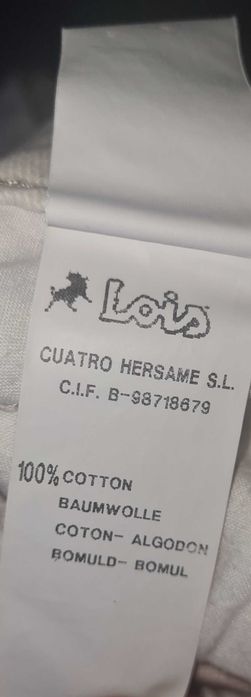 Lois
CUATRO HERSAME S.L.
C.I.F. B-98718679
100% COTTON
BAUMWOLLE
COTON- ALGODON
BOMULD- BOMUL